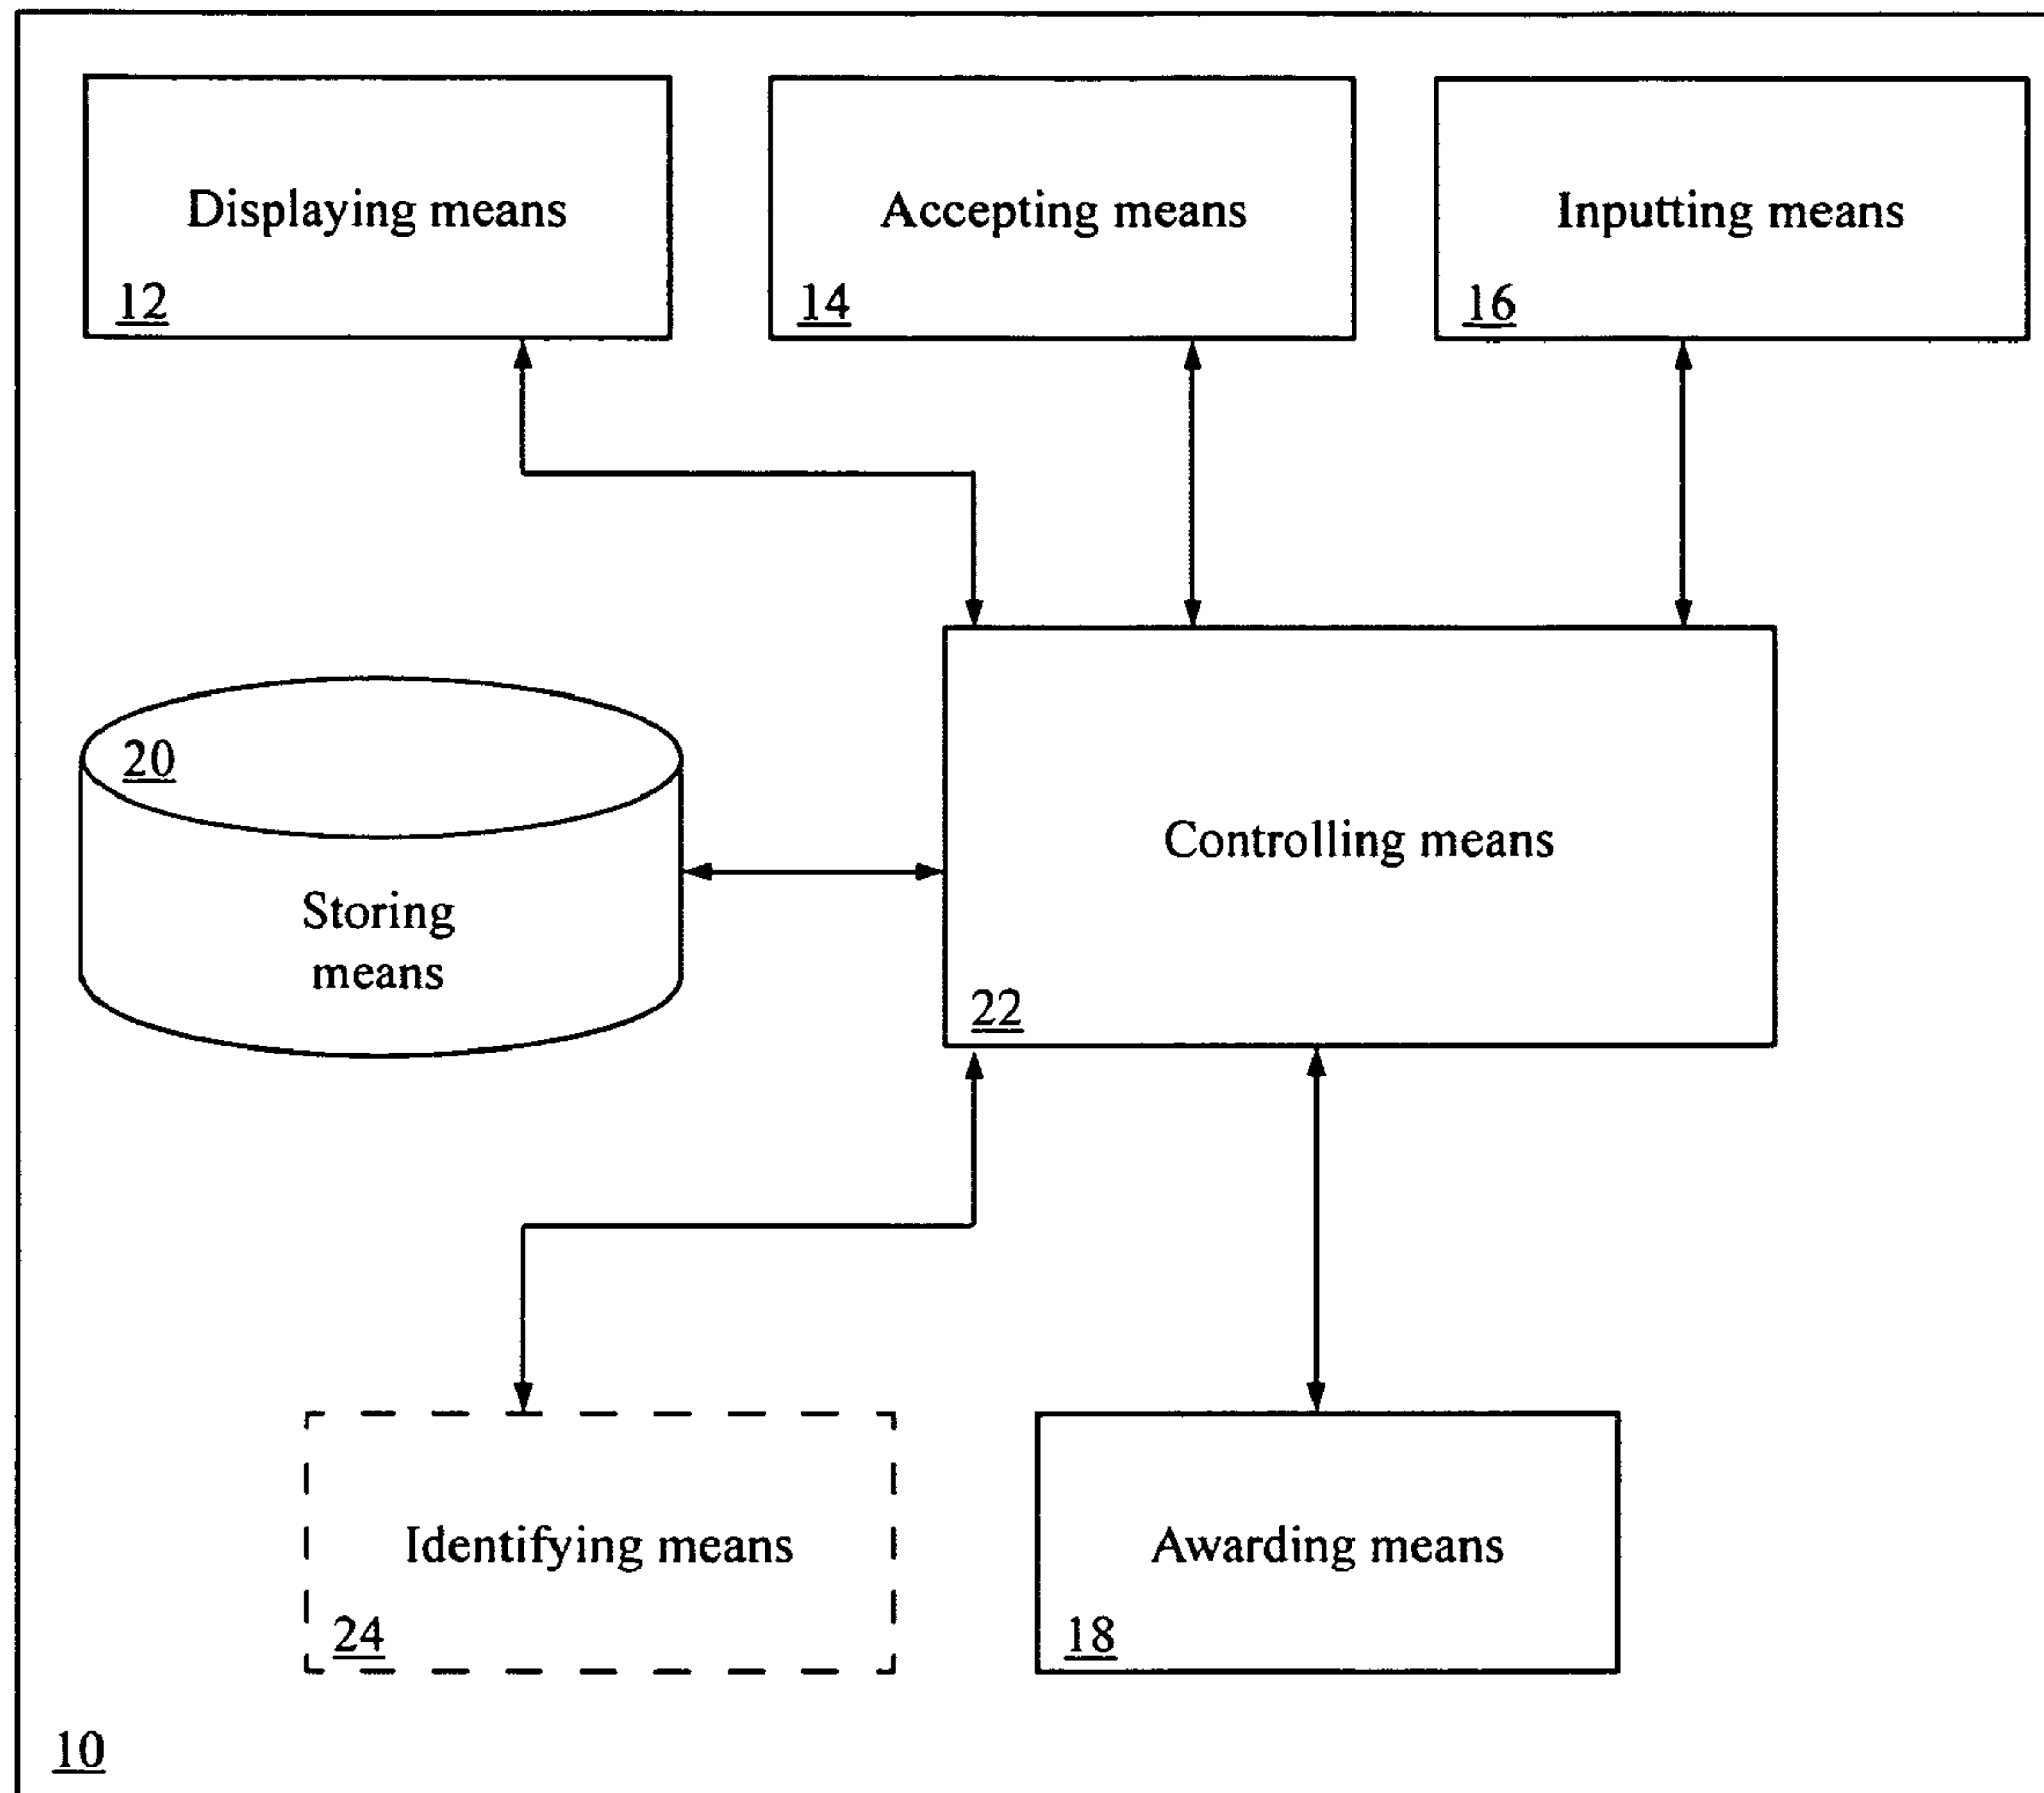 Displaying means
12
Accepting means
14
Inputting means
16
20
Storing
means
Controlling means
22
Identifying means
24
Awarding means
18
10